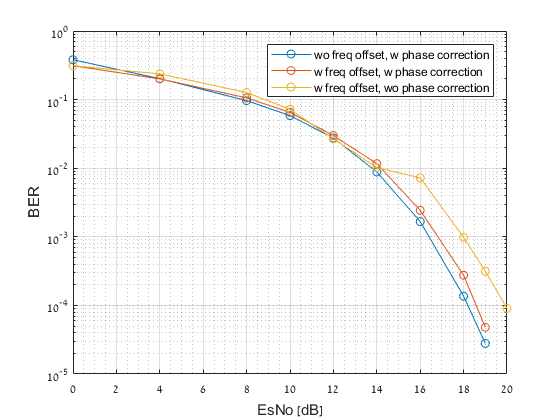 10^0
10^-1
10^-2
10^-3
10^-4
10^-5
BER
wo freq offset, w phase correction
w freq offset, w phase correction
w freq offset, wo phase correction
0 2 4 6 8 10 12 14 16 18 20
EsNo [dB]